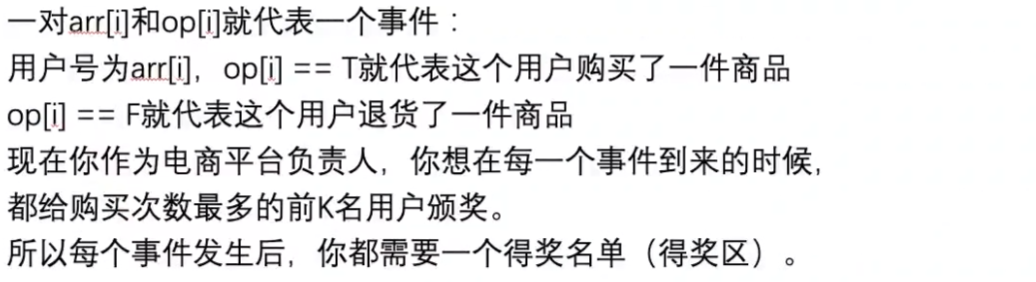 一对arr[i]和op[i]就代表一个事件：
用户号为arr[i]，op[i] == T就代表这个用户购买了一件商品
op[i] == F就代表这个用户退货了一件商品
现在你作为电商平台负责人，你想在每一个事件到来的时候，
都给购买次数最多的前K名用户颁奖。
所以每个事件发生后，你都需要一个得奖名单（得奖区）。